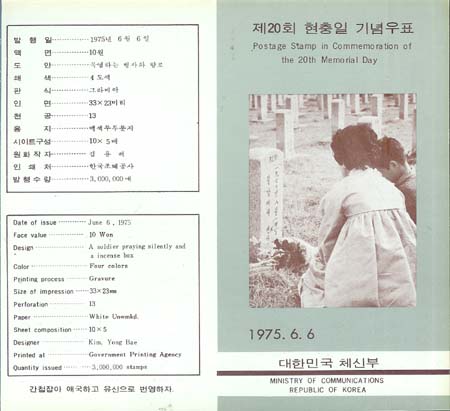 발 행 일 1975년 6월 6일
액 면 10원
도 안 묵념하는 병사와 향로
쇄 색 4도색
판 식 그라비아
인 면 33×23미리
천 공 13
용 지 백색무투문지
시이트구성 10×5매
원화작자 김 용 배
인 쇄 처 한국조폐공사
발행수량 3,000,000매
Date of issue June 6, 1975
Face value 10 Won
Design A soldier praying silently and
a incense box
Color Four colors
Printing process Gravure
Size of impression 33×23mm
Perforation 13
Paper White Unwmkd.
Sheet composition 10×5
Designer Kim, Yong Bae
Printed at Government Printing Agency
Quantity issued 3,000,000 stamps
간첩잡아 애국하고 유신으로 번영하자.
제20회 현충일 기념우표
Postage Stamp in Commemoration of
the 20th Memorial Day
1975. 6. 6
대한민국 체신부
MINISTRY OF COMMUNICATIONS
REPUBLIC OF KOREA